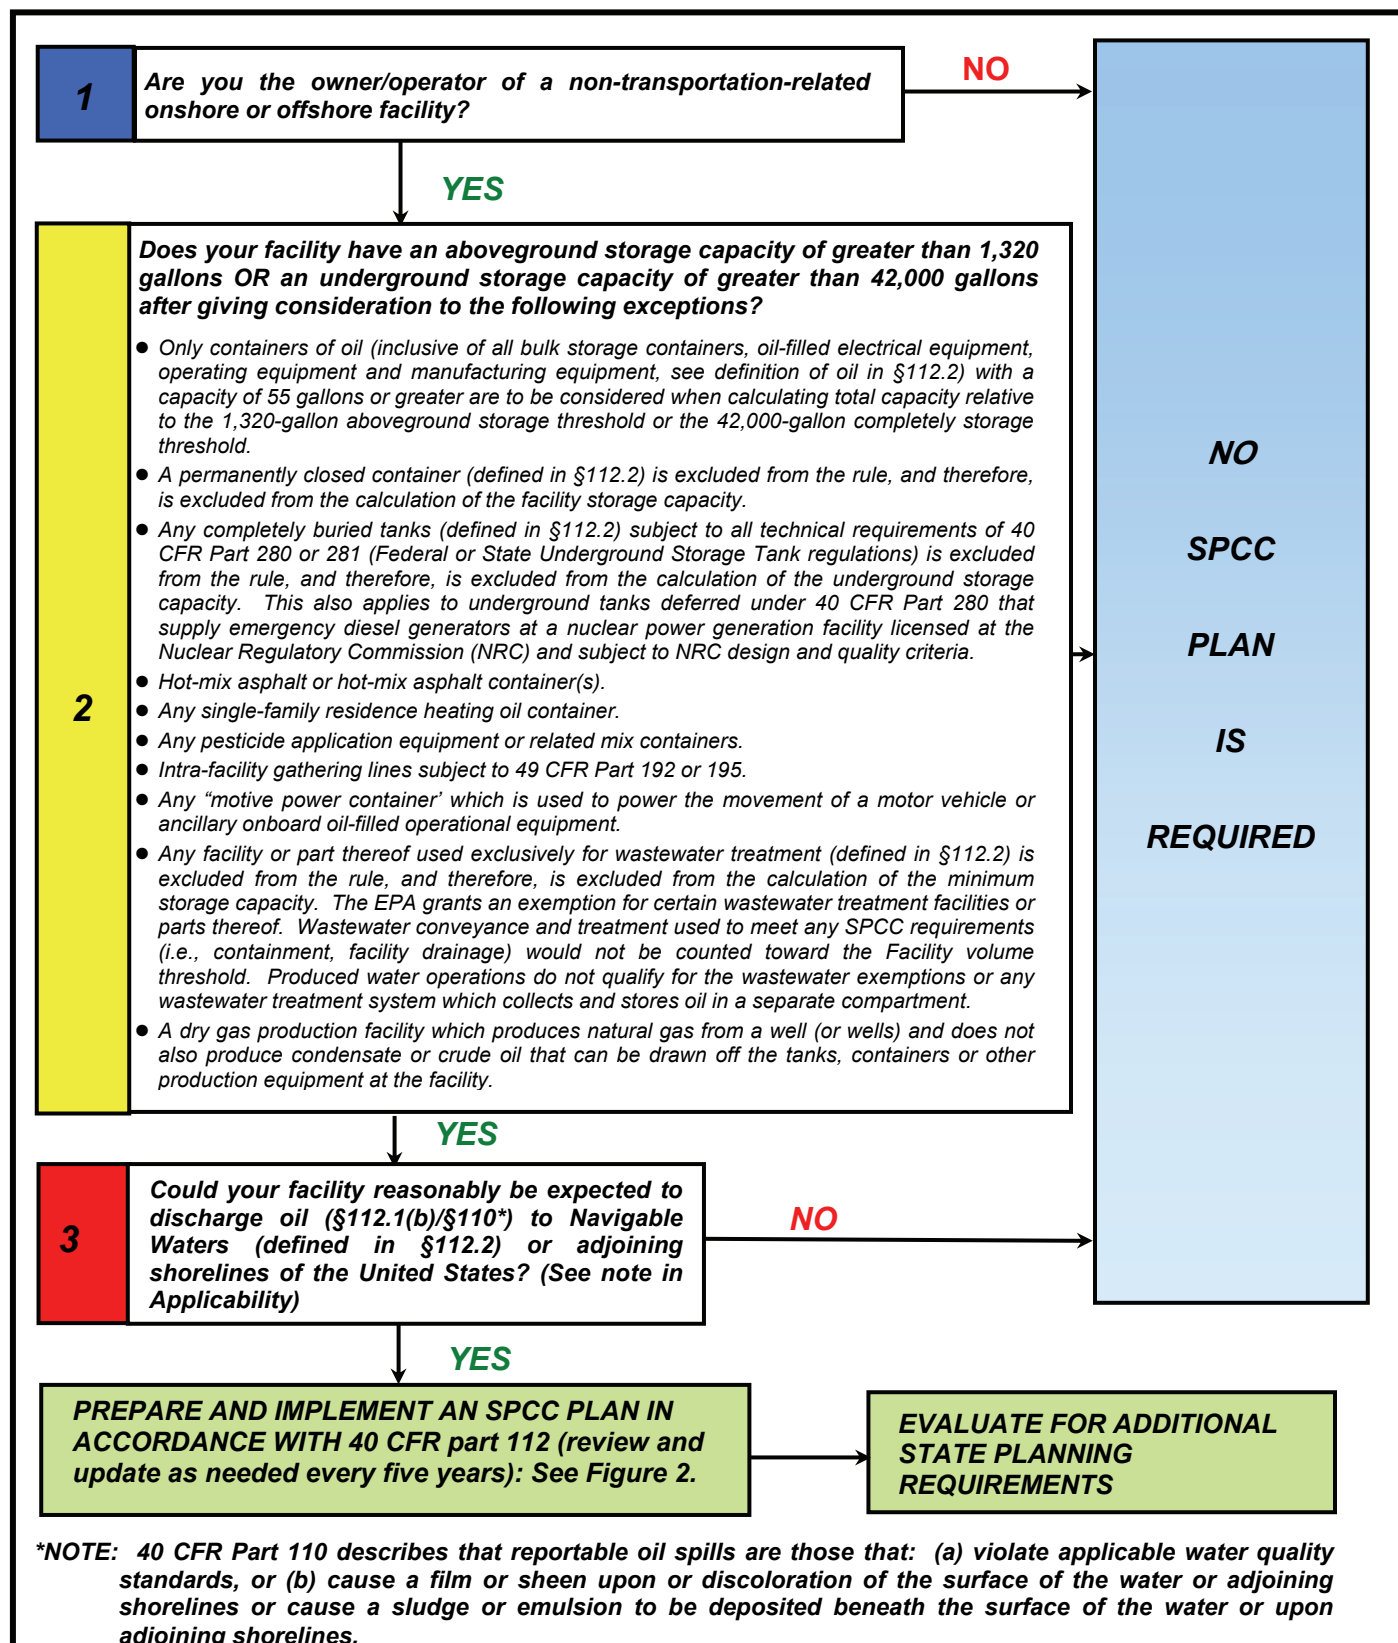 1
Are you the owner/operator of a non-transportation-related
onshore or offshore facility?
NO
YES
2
Does your facility have an aboveground storage capacity of greater than 1,320
gallons OR an underground storage capacity of greater than 42,000 gallons
after giving consideration to the following exceptions?
● Only containers of oil (inclusive of all bulk storage containers, oil-filled electrical equipment,
operating equipment and manufacturing equipment, see definition of oil in §112.2) with a
capacity of 55 gallons or greater are to be considered when calculating total capacity relative
to the 1,320-gallon aboveground storage threshold or the 42,000-gallon completely storage
threshold.
● A permanently closed container (defined in §112.2) is excluded from the rule, and therefore,
is excluded from the calculation of the facility storage capacity.
● Any completely buried tanks (defined in §112.2) subject to all technical requirements of 40
CFR Part 280 or 281 (Federal or State Underground Storage Tank regulations) is excluded
from the rule, and therefore, is excluded from the calculation of the underground storage
capacity. This also applies to underground tanks deferred under 40 CFR Part 280 that
supply emergency diesel generators at a nuclear power generation facility licensed at the
Nuclear Regulatory Commission (NRC) and subject to NRC design and quality criteria.
● Hot-mix asphalt or hot-mix asphalt container(s).
● Any single-family residence heating oil container.
● Any pesticide application equipment or related mix containers.
● Intra-facility gathering lines subject to 49 CFR Part 192 or 195.
● Any “motive power container’ which is used to power the movement of a motor vehicle or
ancillary onboard oil-filled operational equipment.
● Any facility or part thereof used exclusively for wastewater treatment (defined in §112.2) is
excluded from the rule, and therefore, is excluded from the calculation of the minimum
storage capacity. The EPA grants an exemption for certain wastewater treatment facilities or
parts thereof. Wastewater conveyance and treatment used to meet any SPCC requirements
(i.e., containment, facility drainage) would not be counted toward the Facility volume
threshold. Produced water operations do not qualify for the wastewater exemptions or any
wastewater treatment system which collects and stores oil in a separate compartment.
● A dry gas production facility which produces natural gas from a well (or wells) and does not
also produce condensate or crude oil that can be drawn off the tanks, containers or other
production equipment at the facility.
NO
SPCC
PLAN
IS
REQUIRED
YES
3
Could your facility reasonably be expected to
discharge oil (§112.1(b)/§110*) to Navigable
Waters (defined in §112.2) or adjoining
shorelines of the United States? (See note in
Applicability)
NO
YES
PREPARE AND IMPLEMENT AN SPCC PLAN IN
ACCORDANCE WITH 40 CFR part 112 (review and
update as needed every five years): See Figure 2.
EVALUATE FOR ADDITIONAL
STATE PLANNING
REQUIREMENTS
*NOTE: 40 CFR Part 110 describes that reportable oil spills are those that: (a) violate applicable water quality
standards, or (b) cause a film or sheen upon or discoloration of the surface of the water or adjoining
shorelines or cause a sludge or emulsion to be deposited beneath the surface of the water or upon
adjoining shorelines.